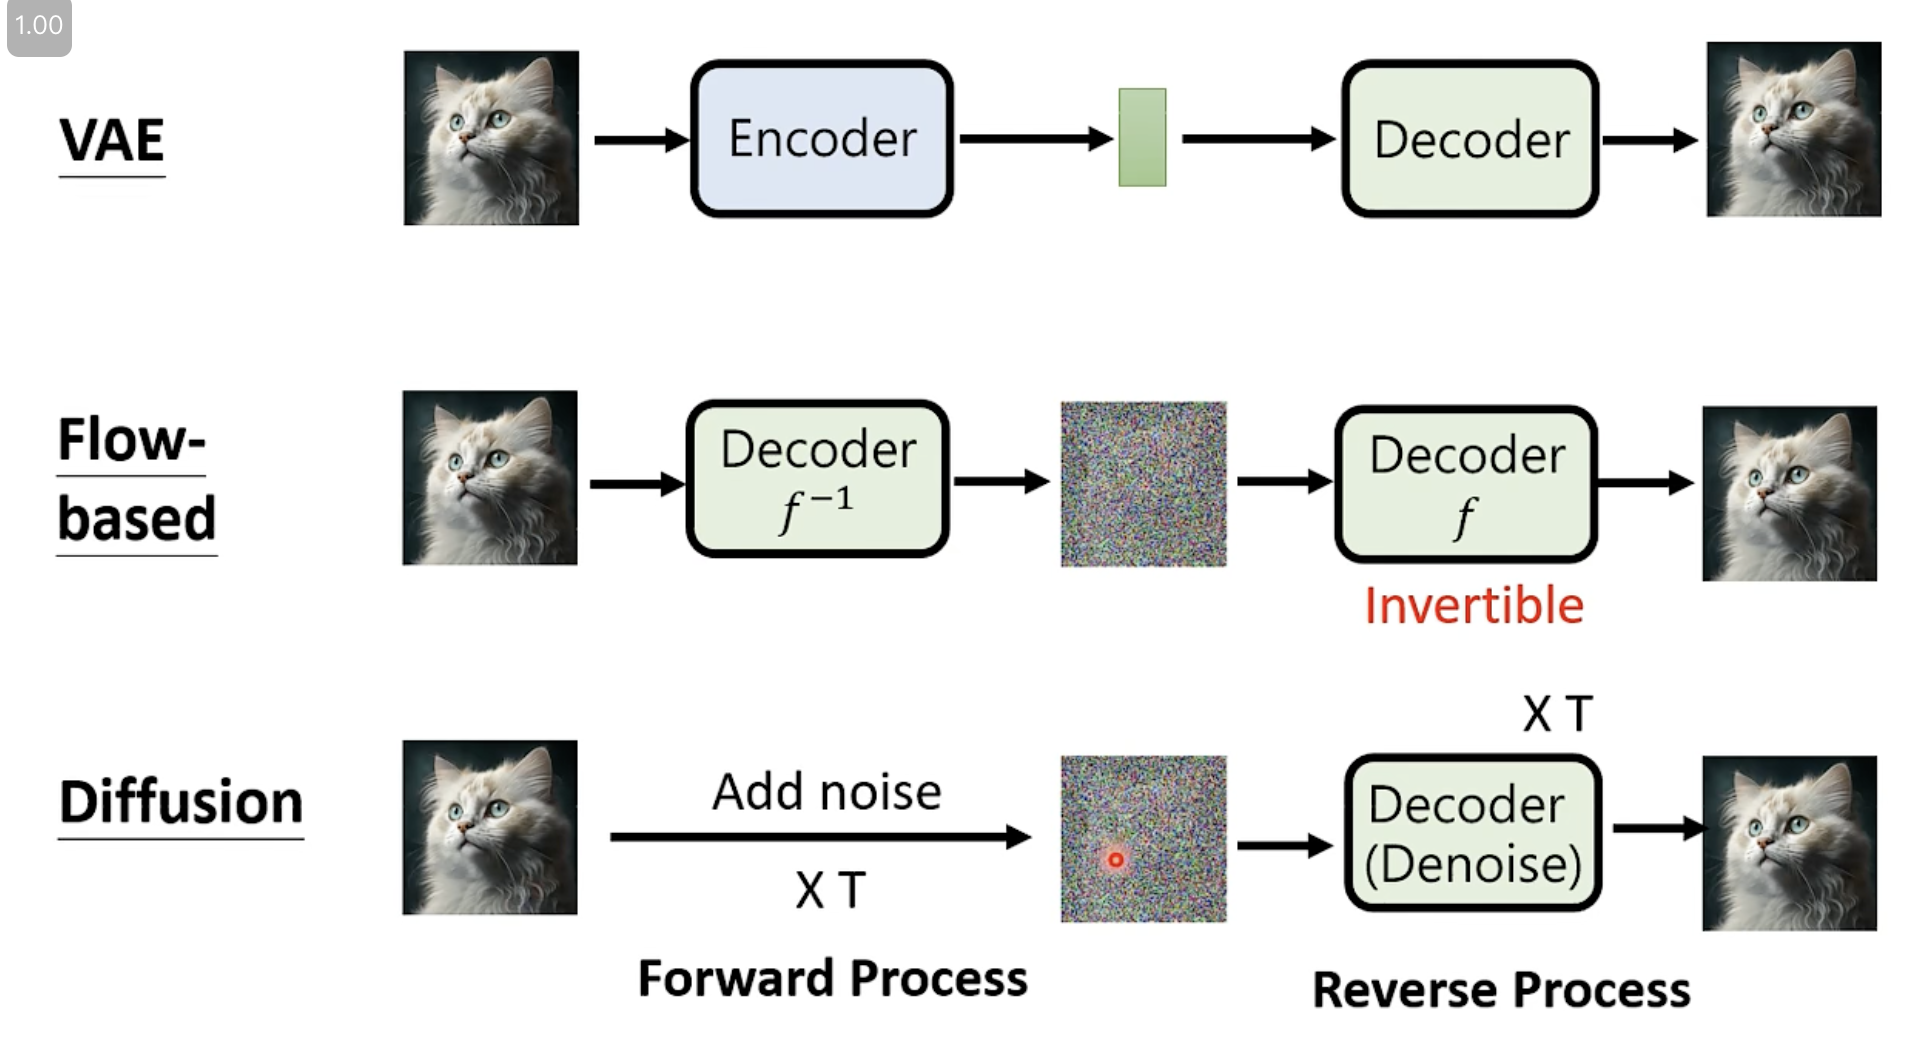 1.00
VAE
Encoder
Decoder
Flow-
based
Decoder
f⁻¹
Decoder
f
Invertible
X T
Diffusion
Add noise
X T
Decoder
(Denoise)
Forward Process
Reverse Process